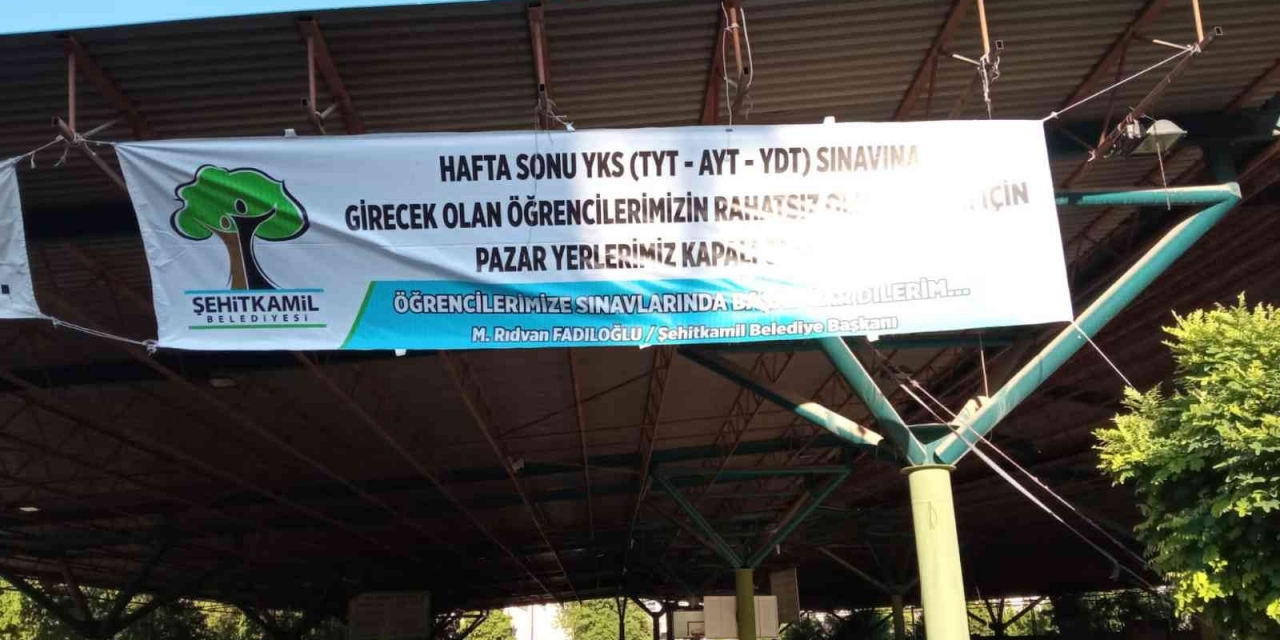 HAFTA SONU YKS (TYT - AYT - YDT) SINAVINA
GİRECEK OLAN ÖĞRENCİLERİMİZİN RAHATSIZ İÇİN
PAZAR YERLERİMİZ KAPALI
ŞEHİTKAMİL
BELEDİYESİ
ÖĞRENCİLERİMİZE SINAVLARINDA DİLERİM...
M. Rıdvan FADILOĞLU / Şehitkamil Belediye Başkanı